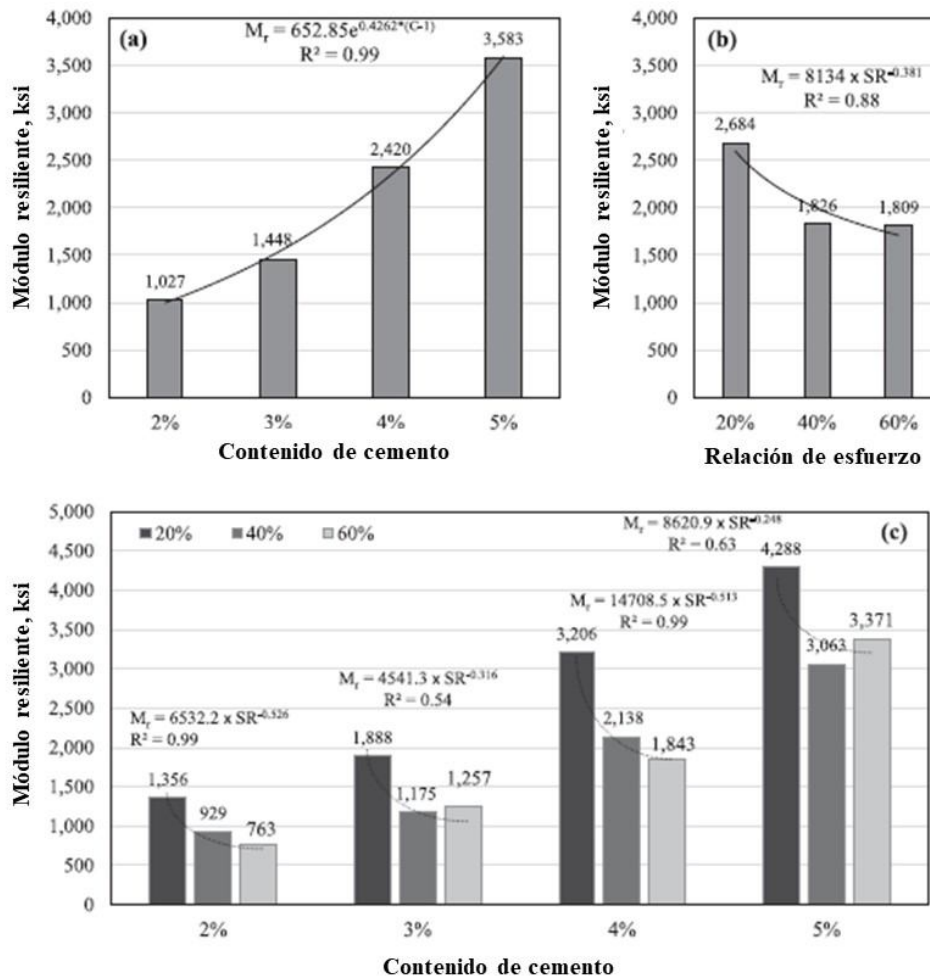 (a)
M_r = 652.85e^0.4262*(C-1)
R² = 0.99
Módulo resiliente, ksi
4,000
3,500
3,000
2,500
2,000
1,500
1,000
500
0
1,027
1,448
2,420
3,583
2% 3% 4% 5%
Contenido de cemento
(b)
M_r = 8134 x SR^-0.381
R² = 0.88
Módulo resiliente, ksi
4,000
3,500
3,000
2,500
2,000
1,500
1,000
500
0
2,684
1,826
1,809
20% 40% 60%
Relación de esfuerzo
(c)
20% 40% 60%
Módulo resiliente, ksi
5,000
4,500
4,000
3,500
3,000
2,500
2,000
1,500
1,000
500
0
M_r = 6532.2 x SR^-0.526
R² = 0.99
1,356
929
763
M_r = 4541.3 x SR^-0.316
R² = 0.54
1,888
1,175
1,257
M_r = 14708.5 x SR^-0.513
R² = 0.99
3,206
2,138
1,843
M_r = 8620.9 x SR^-0.248
R² = 0.63
4,288
3,063
3,371
2% 3% 4% 5%
Contenido de cemento